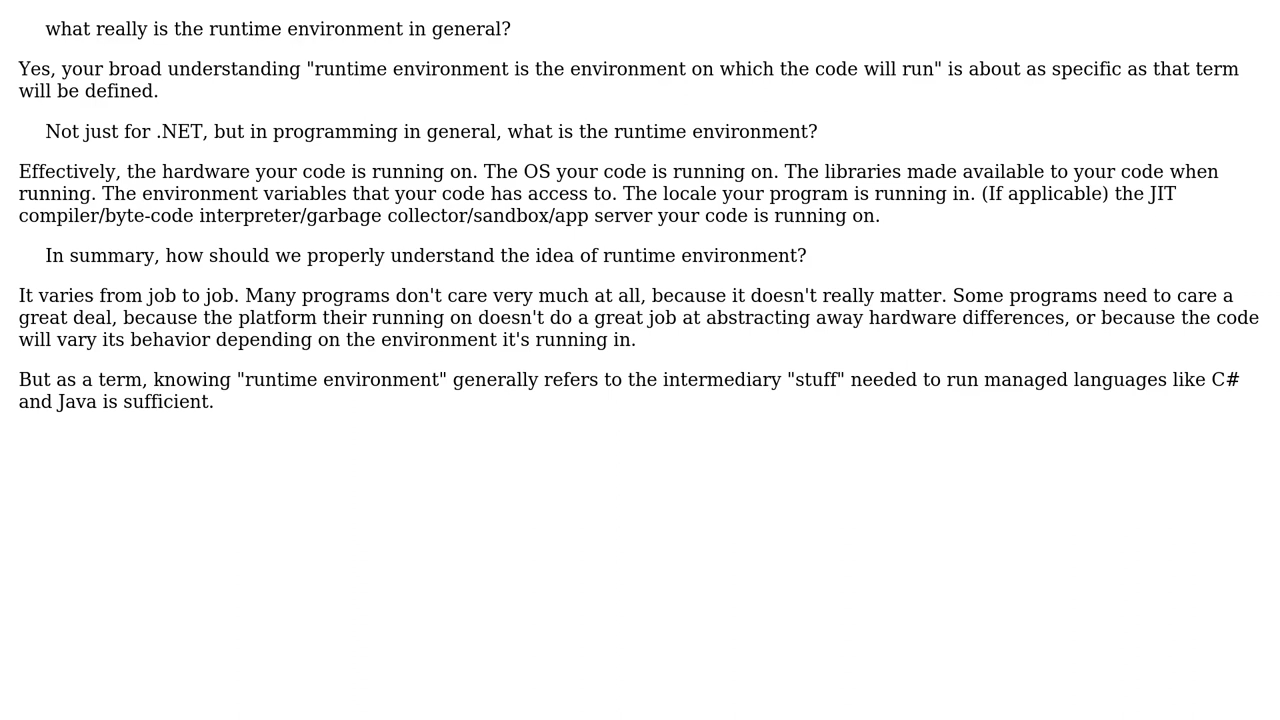 what really is the runtime environment in general?
Yes, your broad understanding "runtime environment is the environment on which the code will run" is about as specific as that term
will be defined.
Not just for .NET, but in programming in general, what is the runtime environment?
Effectively, the hardware your code is running on. The OS your code is running on. The libraries made available to your code when
running. The environment variables that your code has access to. The locale your program is running in. (If applicable) the JIT
compiler/byte-code interpreter/garbage collector/sandbox/app server your code is running on.
In summary, how should we properly understand the idea of runtime environment?
It varies from job to job. Many programs don't care very much at all, because it doesn't really matter. Some programs need to care a
great deal, because the platform their running on doesn't do a great job at abstracting away hardware differences, or because the code
will vary its behavior depending on the environment it's running in.
But as a term, knowing "runtime environment" generally refers to the intermediary "stuff" needed to run managed languages like C#
and Java is sufficient.